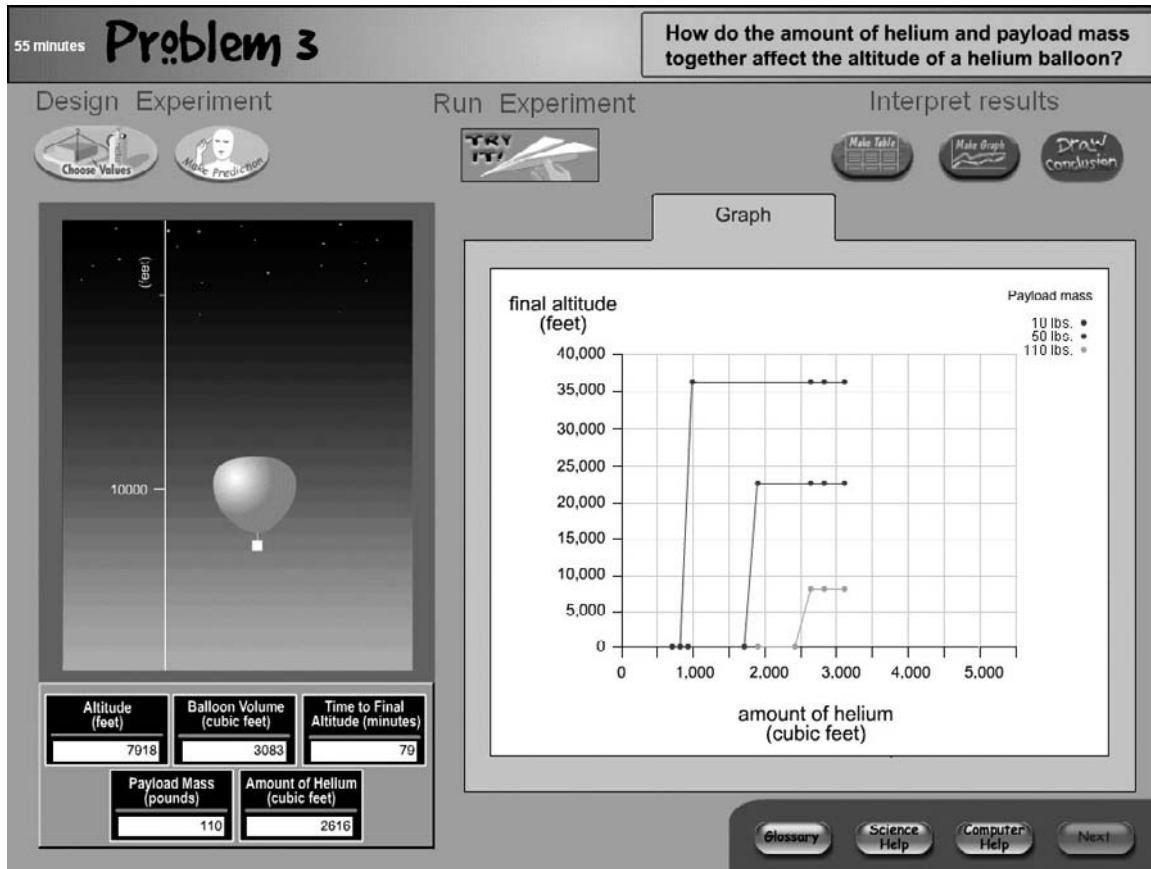 55 minutes
Problem 3
How do the amount of helium and payload mass
together affect the altitude of a helium balloon?
Design Experiment
Run Experiment
Interpret results
Choose Values
Make Prediction
TRY
IT!
Make Table
Make Graph
Draw
Conclusion
(feet)
10000
Graph
final altitude
(feet)
Payload mass
10 lbs.
50 lbs.
110 lbs.
40,000
35,000
30,000
25,000
20,000
15,000
10,000
5,000
0
0 1,000 2,000 3,000 4,000 5,000
amount of helium
(cubic feet)
Altitude
(feet)
7918
Balloon Volume
(cubic feet)
3083
Time to Final
Altitude (minutes)
79
Payload Mass
(pounds)
110
Amount of Helium
(cubic feet)
2616
Glossary
Science
Help
Computer
Help
Next